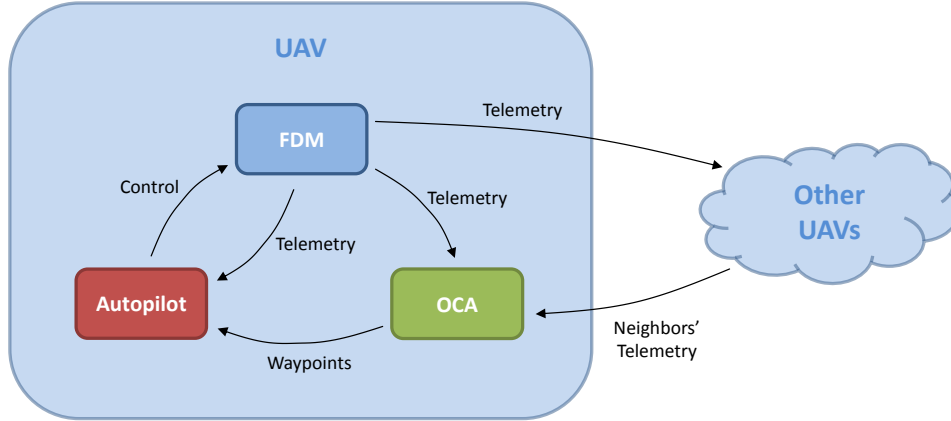 UAV
Telemetry
FDM
Control
Telemetry
Other
UAVs
Telemetry
Autopilot
OCA
Neighbors’
Telemetry
Waypoints